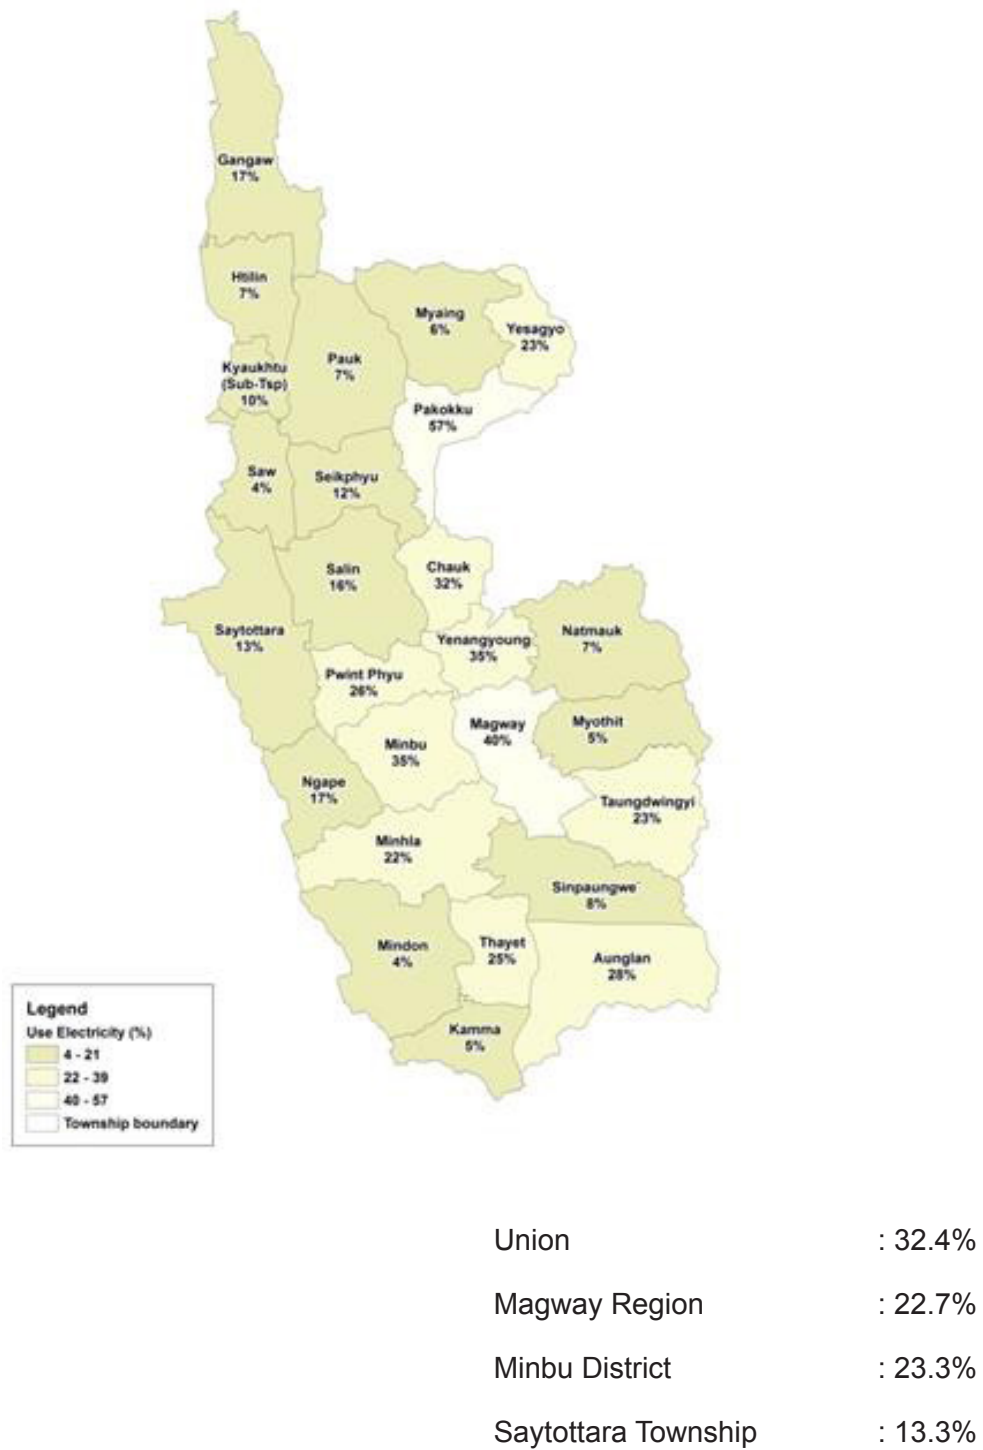 Gangaw
17%
Htilin
7%
Myaing
6%
Yesagyo
23%
Pauk
7%
Kyaukhtu
(Sub-Tsp)
10%
Pakokku
57%
Saw
4%
Seikphyu
12%
Salin
16%
Chauk
32%
Saytottara
13%
Natmauk
7%
Yenangyoung
35%
Pwint Phyu
26%
Magway
40%
Myothit
5%
Minbu
35%
Ngape
17%
Taungdwingyi
23%
Minhla
22%
Sinpaungwe
8%
Mindon
4%
Thayet
25%
Aunglan
28%
Kamma
5%
Legend
Use Electricity (%)
4 - 21
22 - 39
40 - 57
Township boundary
Union : 32.4%
Magway Region : 22.7%
Minbu District : 23.3%
Saytottara Township : 13.3%